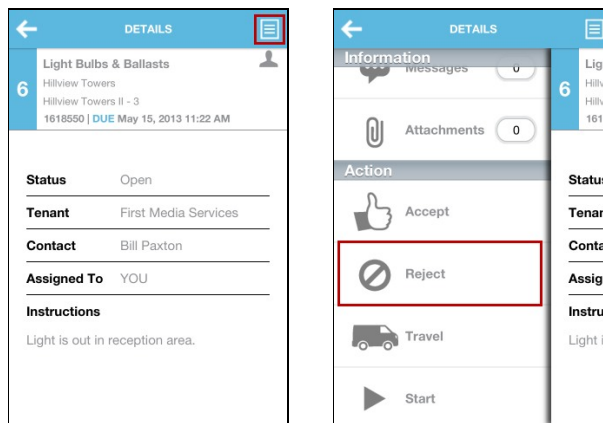 DETAILS
6
Light Bulbs & Ballasts
Hillview Towers
Hillview Towers II - 3
1618550 | DUE May 15, 2013 11:22 AM
Status Open
Tenant First Media Services
Contact Bill Paxton
Assigned To YOU
Instructions
Light is out in reception area.
DETAILS
Information
Messages 0
Attachments 0
Action
Accept
Reject
Travel
Start
6
Lig
Hillv
Hillv
161
Status
Tenan
Conta
Assig
Instru
Light i